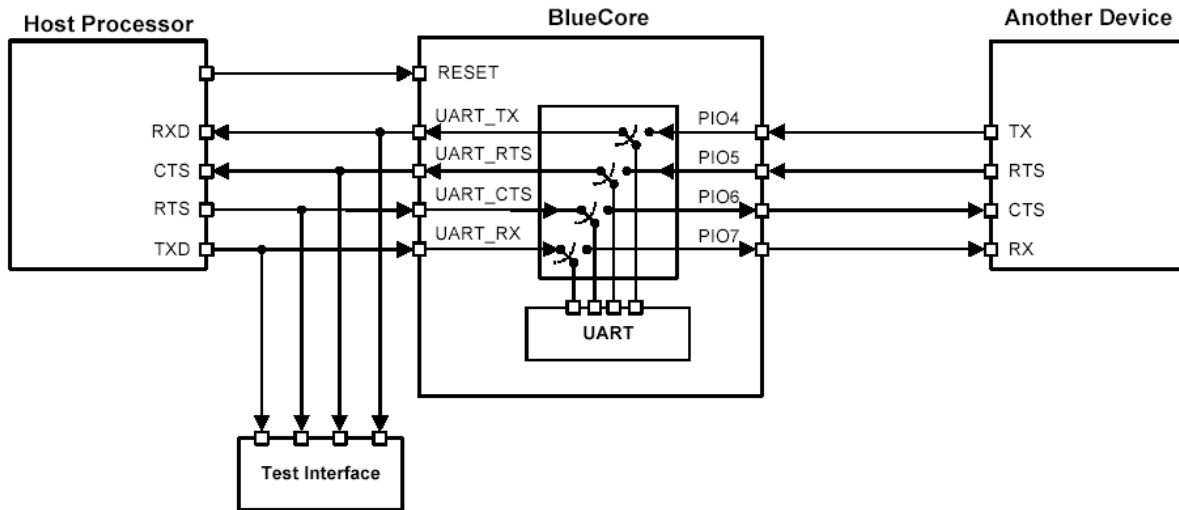 Host Processor
BlueCore
Another Device
RESET
RXD
UART_TX
PIO4
TX
CTS
UART_RTS
PIO5
RTS
RTS
UART_CTS
PIO6
CTS
TXD
UART_RX
PIO7
RX
UART
Test Interface